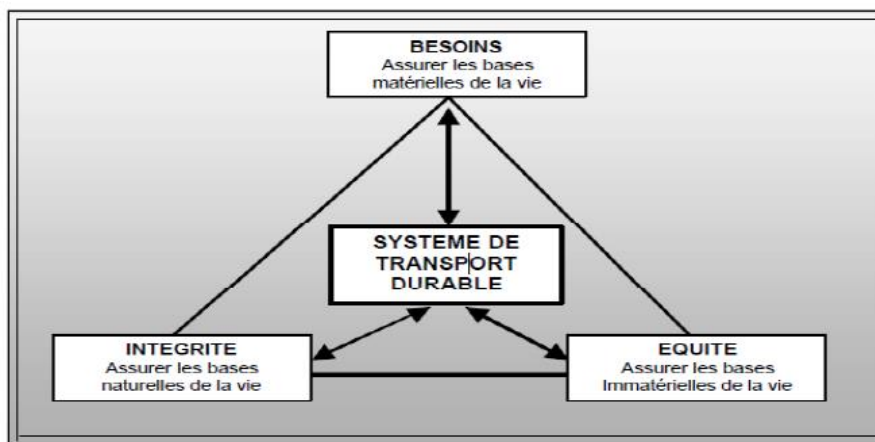 BESOINS
Assurer les bases
matérielles de la vie
SYSTEME DE
TRANSPORT
DURABLE
INTEGRITE
Assurer les bases
naturelles de la vie
EQUITE
Assurer les bases
Immatérielles de la vie